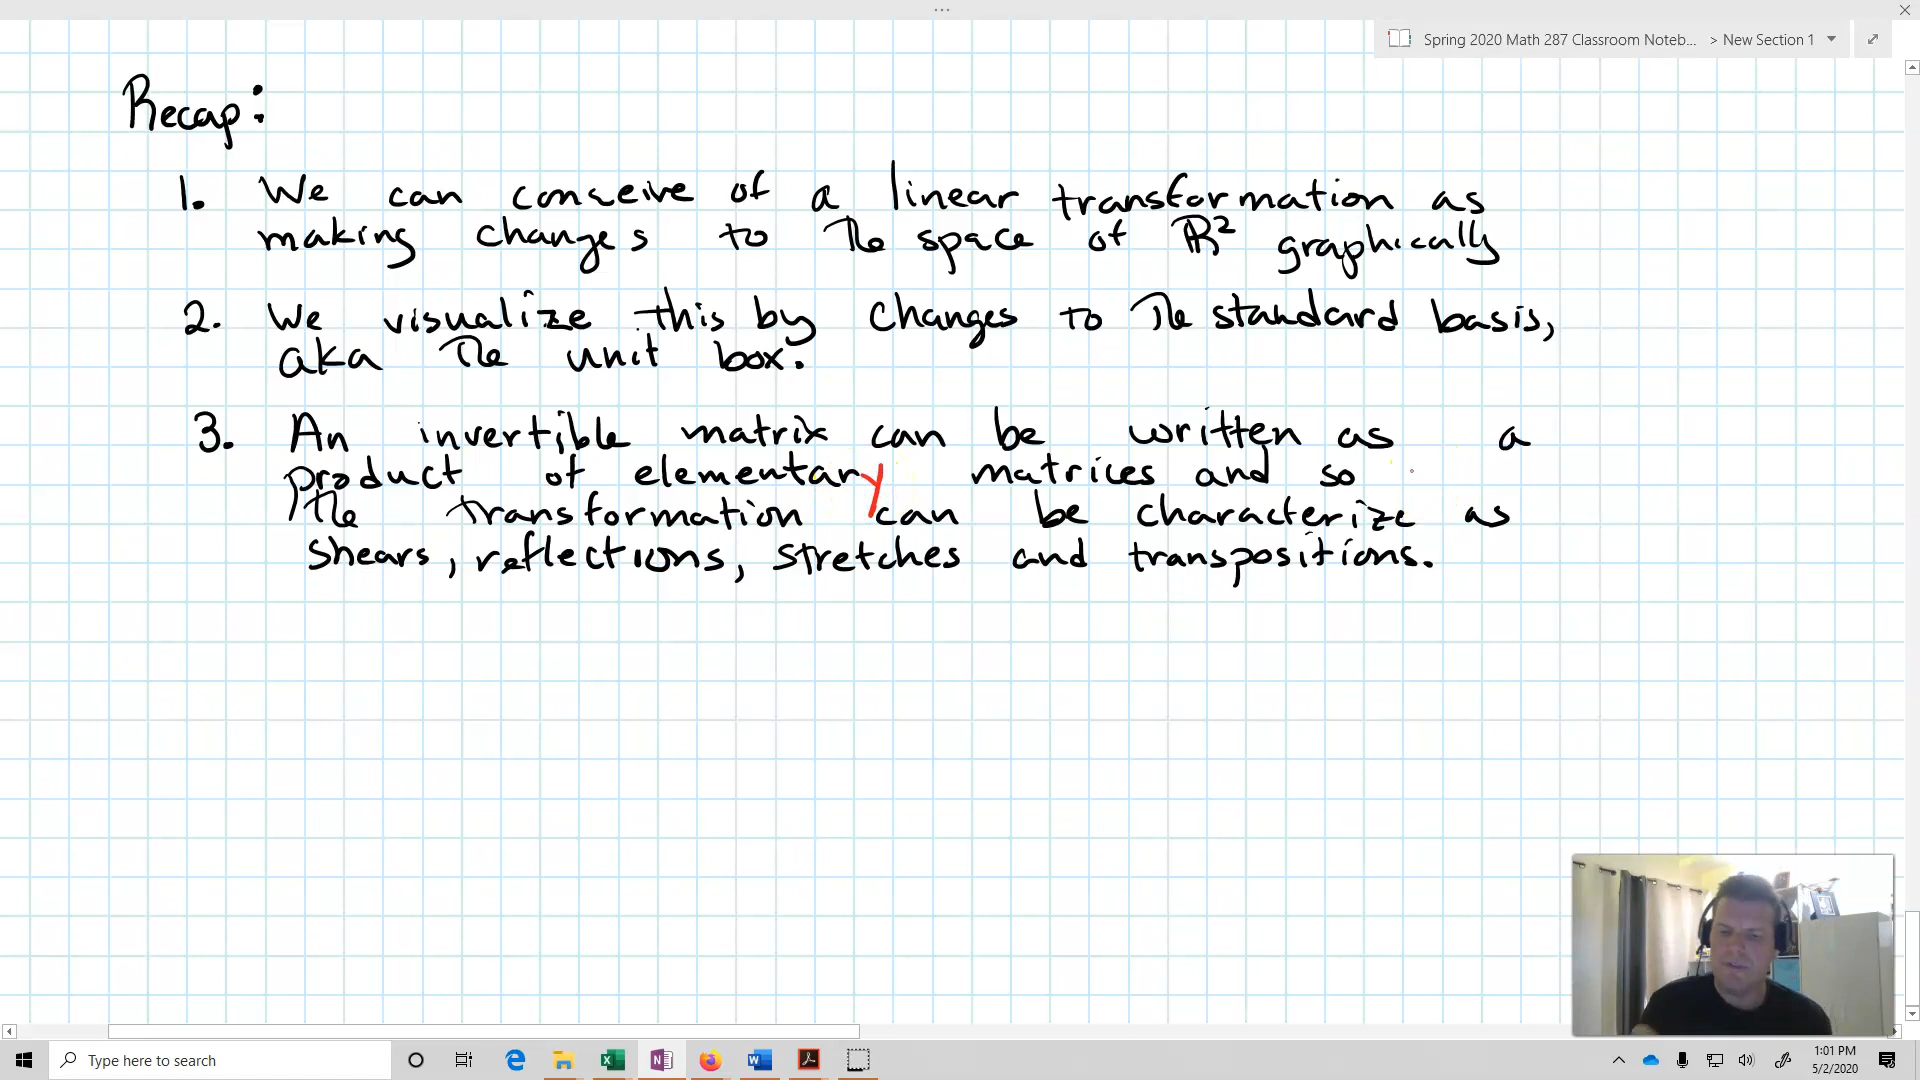 Spring 2020 Math 287 Classroom Noteb... > New Section 1
Recap:
1. We can conseive of a linear transformation as
making changes to the space of ℝ² graphically
2. We visualize this by changes to the standard basis,
aka the unit box.
3. An invertible matrix can be written as a
product of elementary matrices and so
the transformation can be characterize as
shears, reflections, stretches and transpositions.
Type here to search
1:01 PM
5/2/2020